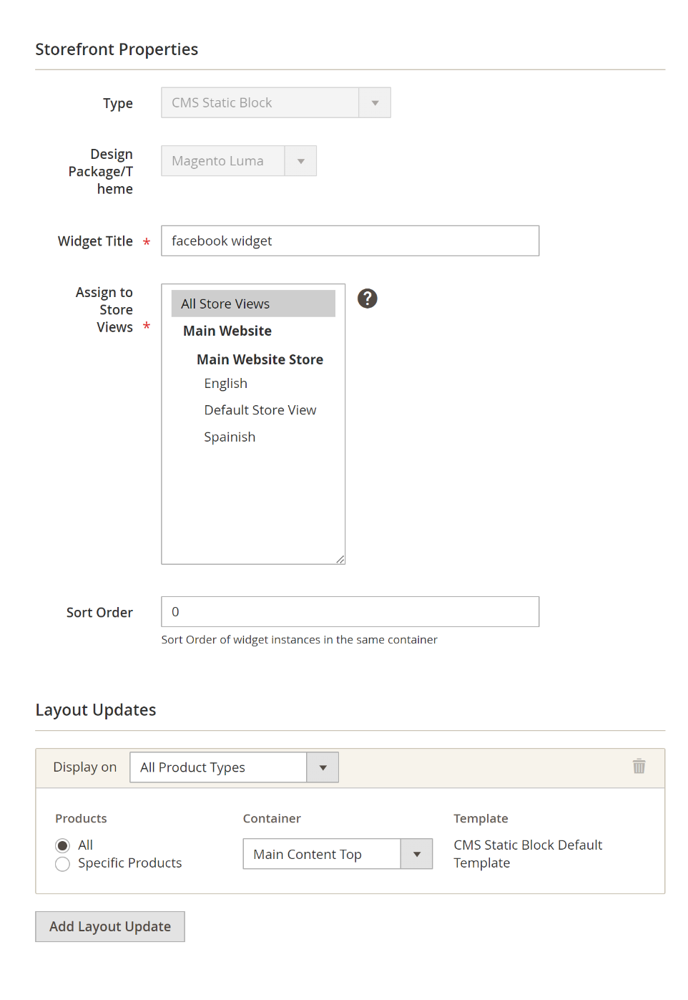 Storefront Properties
Type
CMS Static Block
Design
Package/T
heme
Magento Luma
Widget Title *
facebook widget
Assign to
Store
Views *
All Store Views
?
Main Website
Main Website Store
English
Default Store View
Spainish
Sort Order
0
Sort Order of widget instances in the same container
Layout Updates
Display on
All Product Types
Products
Container
Template
All
Specific Products
Main Content Top
CMS Static Block Default
Template
Add Layout Update